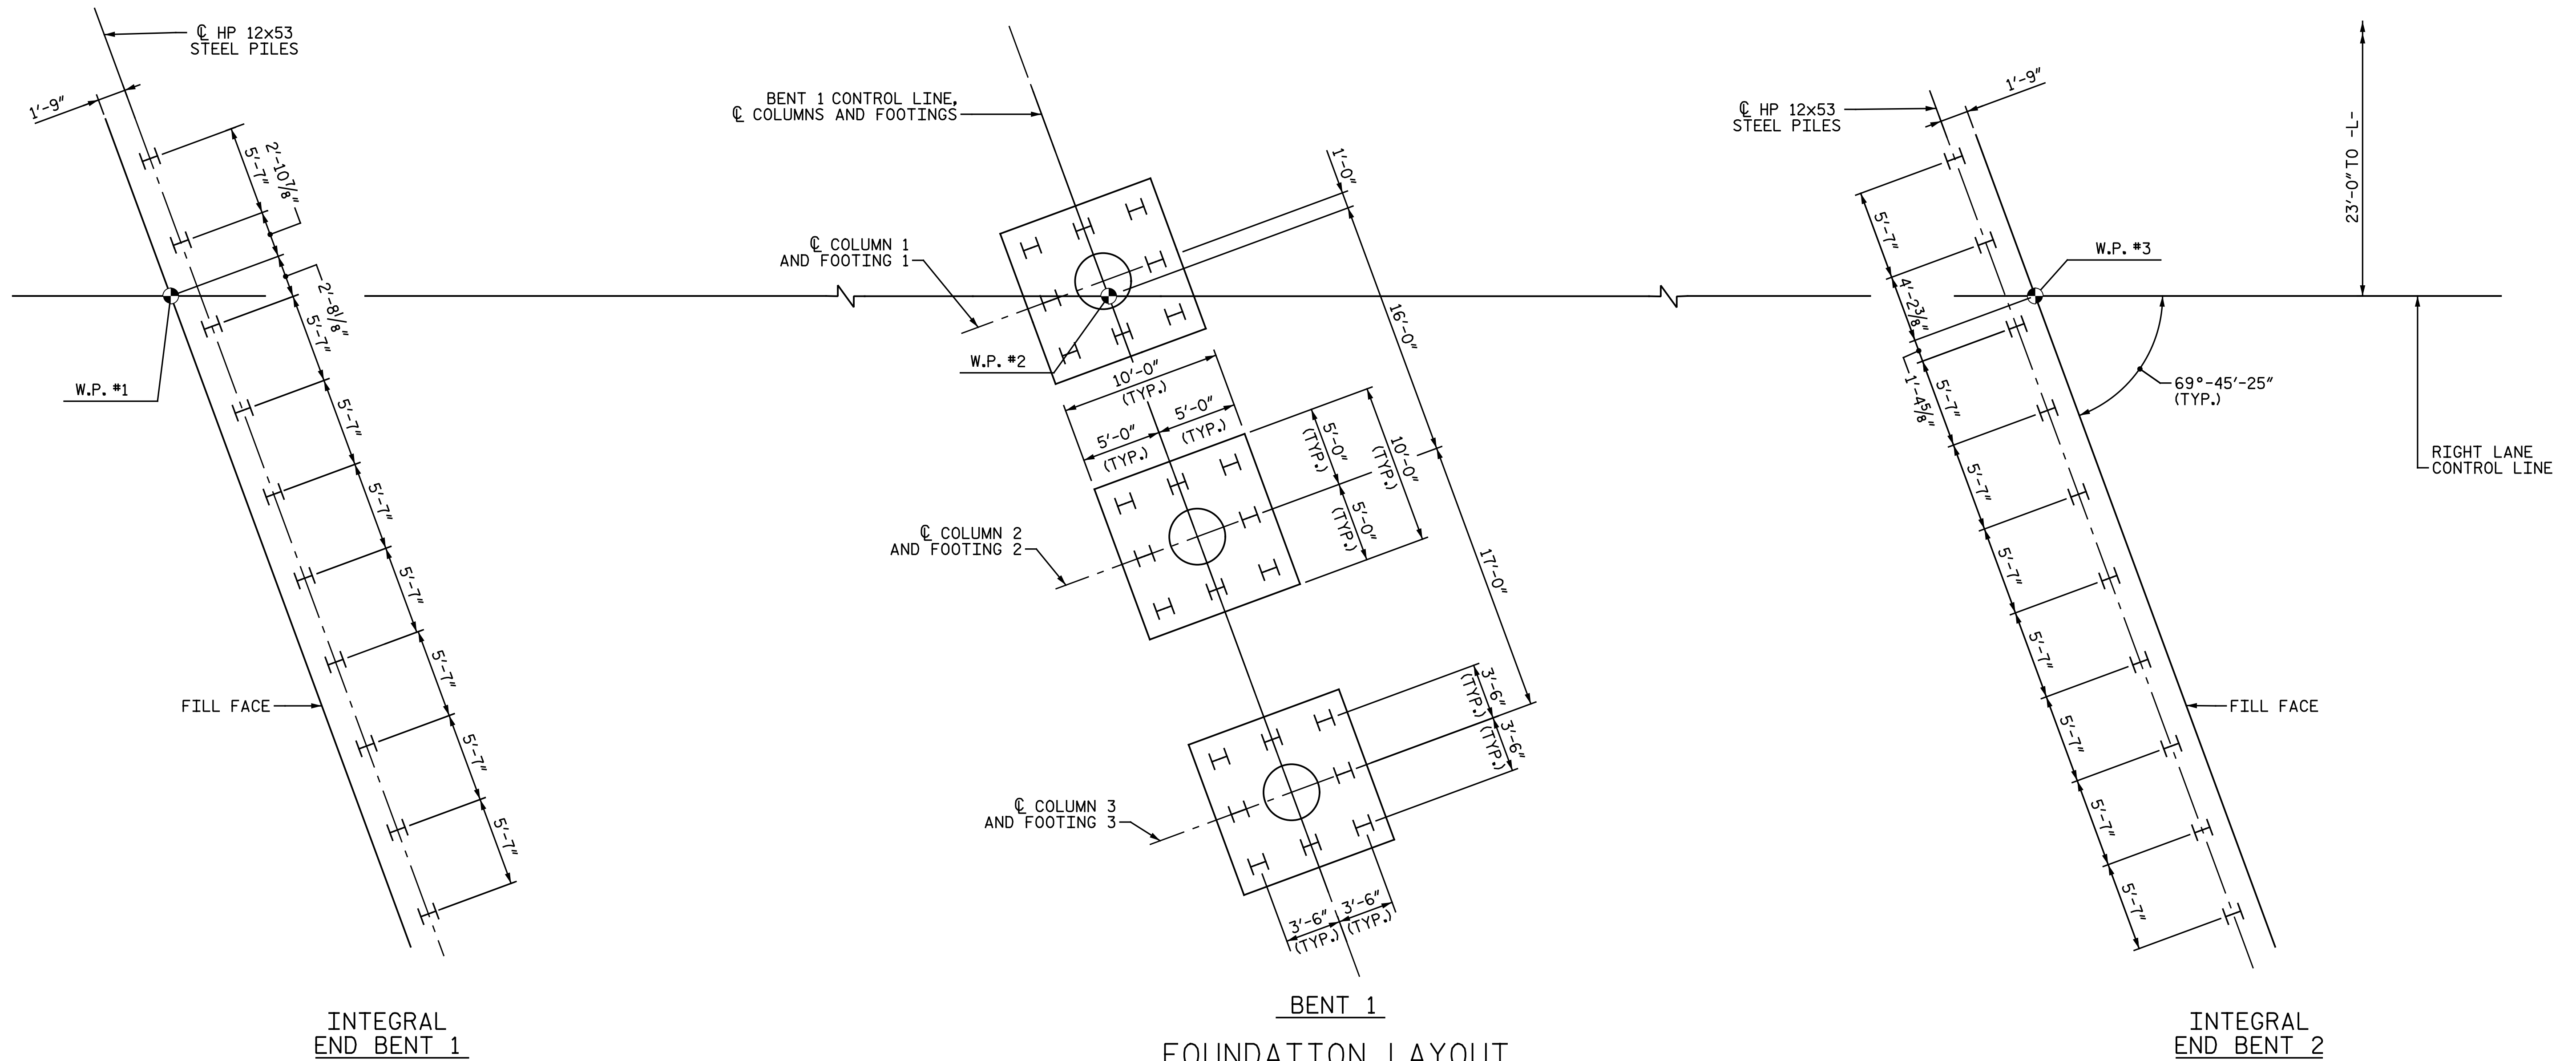 ℄ HP 12x53
STEEL PILES
1'-9"
2'-10⅞"
5'-7"
2'-8⅛"
5'-7"
5'-7"
5'-7"
5'-7"
5'-7"
5'-7"
5'-7"
W.P. #1
FILL FACE
INTEGRAL
END BENT 1
BENT 1 CONTROL LINE,
℄ COLUMNS AND FOOTINGS
1'-0"
℄ COLUMN 1
AND FOOTING 1
16'-0"
W.P. #2
10'-0"
(TYP.)
5'-0"
(TYP.)
5'-0"
(TYP.)
5'-0"
(TYP.)
10'-0"
(TYP.)
5'-0"
(TYP.)
℄ COLUMN 2
AND FOOTING 2
17'-0"
3'-6"
(TYP.)
3'-6"
(TYP.)
℄ COLUMN 3
AND FOOTING 3
3'-6"
(TYP.)
3'-6"
(TYP.)
BENT 1
FOUNDATION LAYOUT
℄ HP 12x53
STEEL PILES
1'-9"
23'-0" TO -L-
W.P. #3
5'-7"
4'-2⅜"
1'-4⅝"
5'-7"
5'-7"
5'-7"
5'-7"
5'-7"
5'-7"
5'-7"
69°-45'-25"
(TYP.)
RIGHT LANE
CONTROL LINE
FILL FACE
INTEGRAL
END BENT 2